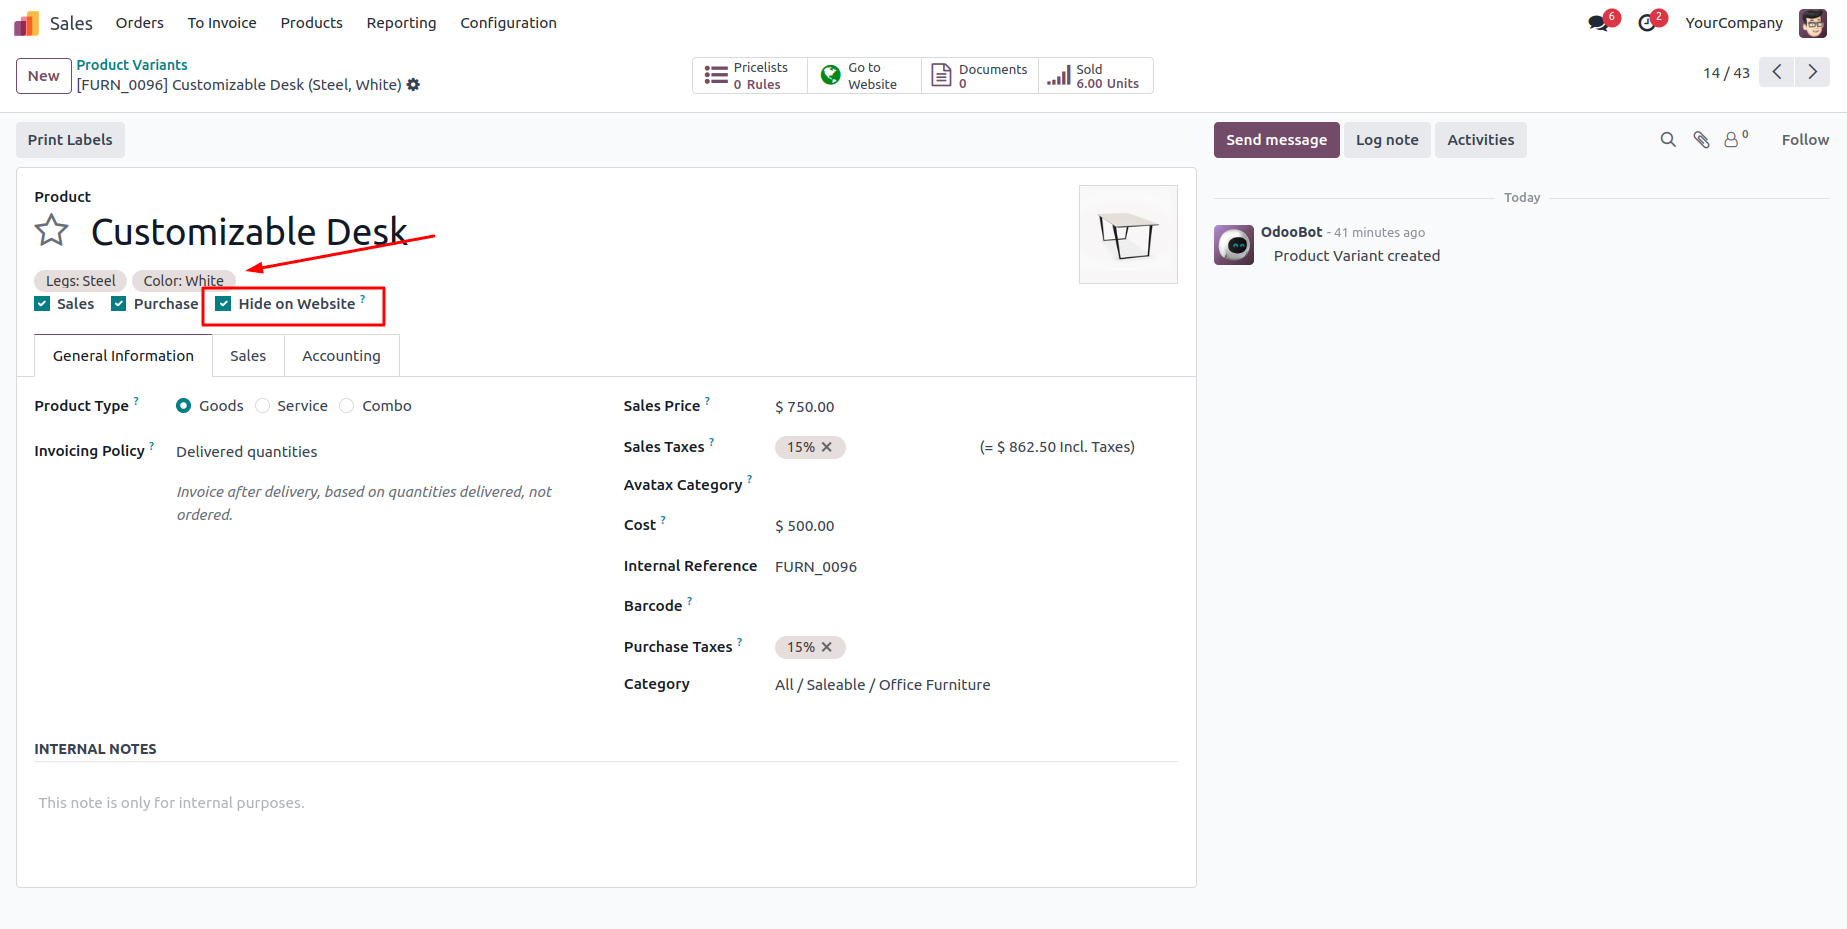 Sales Orders To Invoice Products Reporting Configuration 6 2 YourCompany
New Product Variants
[FURN_0096] Customizable Desk (Steel, White)
Pricelists
0 Rules
Go to
Website
Documents
0
Sold
6.00 Units
14 / 43
Print Labels
Send message Log note Activities 0 Follow
Product
Customizable Desk
Legs: Steel Color: White
Sales Purchase Hide on Website ?
General Information Sales Accounting
Product Type ? Goods Service Combo
Invoicing Policy ? Delivered quantities
Invoice after delivery, based on quantities delivered, not
ordered.
Sales Price ? $ 750.00
Sales Taxes ? 15% × (= $ 862.50 Incl. Taxes)
Avatax Category ?
Cost ? $ 500.00
Internal Reference FURN_0096
Barcode ?
Purchase Taxes ? 15% ×
Category All / Saleable / Office Furniture
INTERNAL NOTES
This note is only for internal purposes.
Today
OdooBot - 41 minutes ago
Product Variant created